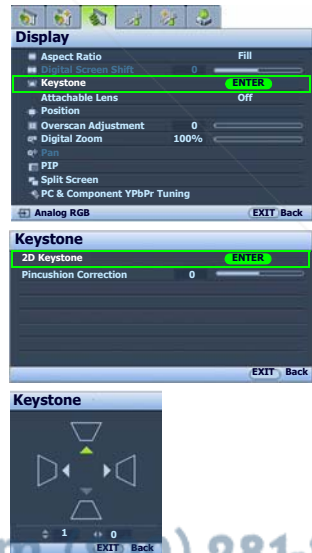 Display
Aspect Ratio Fill
Digital Screen Shift 0
Keystone ENTER
Attachable Lens Off
Position
Overscan Adjustment 0
Digital Zoom 100%
Pan
PIP
Split Screen
PC & Component YPbPr Tuning
Analog RGB EXIT Back
Keystone
2D Keystone ENTER
Pincushion Correction 0
EXIT Back
Keystone
1 0
EXIT Back